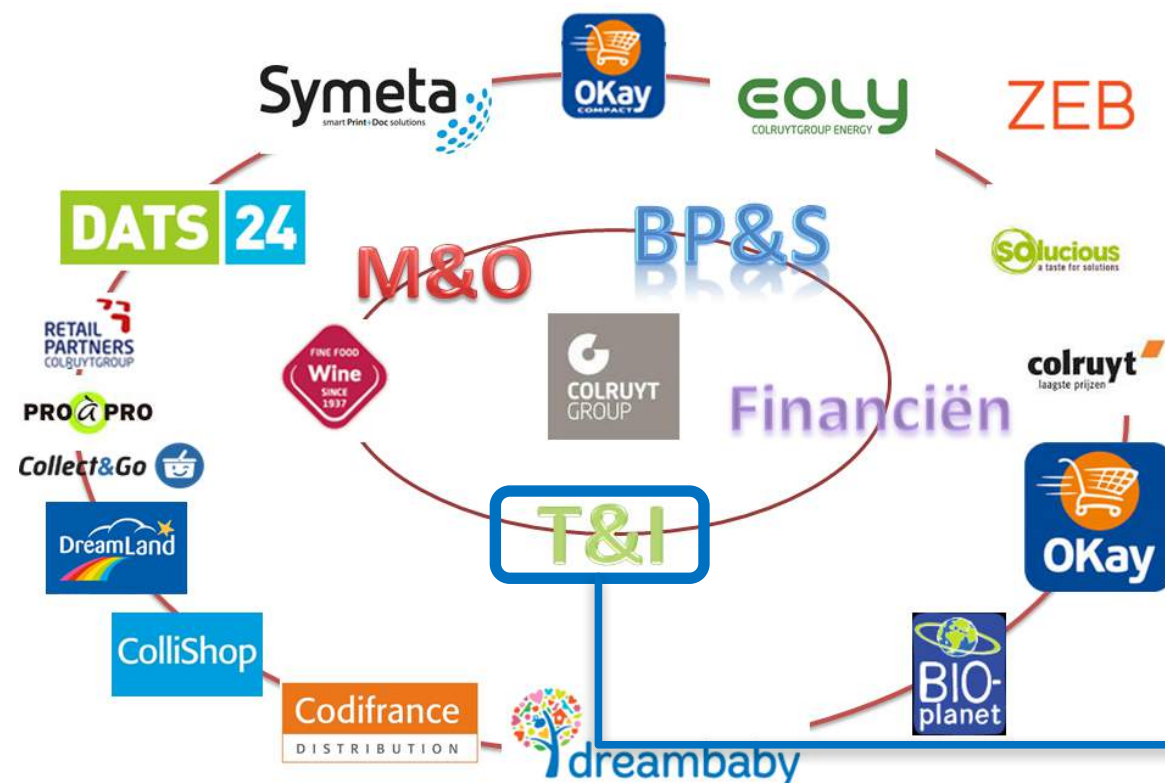 Symeta
smart Print+Doc solutions
OKay
COMPACT
EOLY
COLRUYTGROUP ENERGY
ZEB
DATS 24
M&O
BP&S
SOlucious
a taste for solutions
RETAIL
PARTNERS
COLRUYTGROUP
FINE FOOD
Wine
SINCE
1937
COLRUYT
GROUP
colruyt
laagste prijzen
PRO à PRO
Financiën
Collect&Go
OKay
DreamLand
T&I
ColliShop
BIO-
planet
Codifrance
DISTRIBUTION
dreambaby